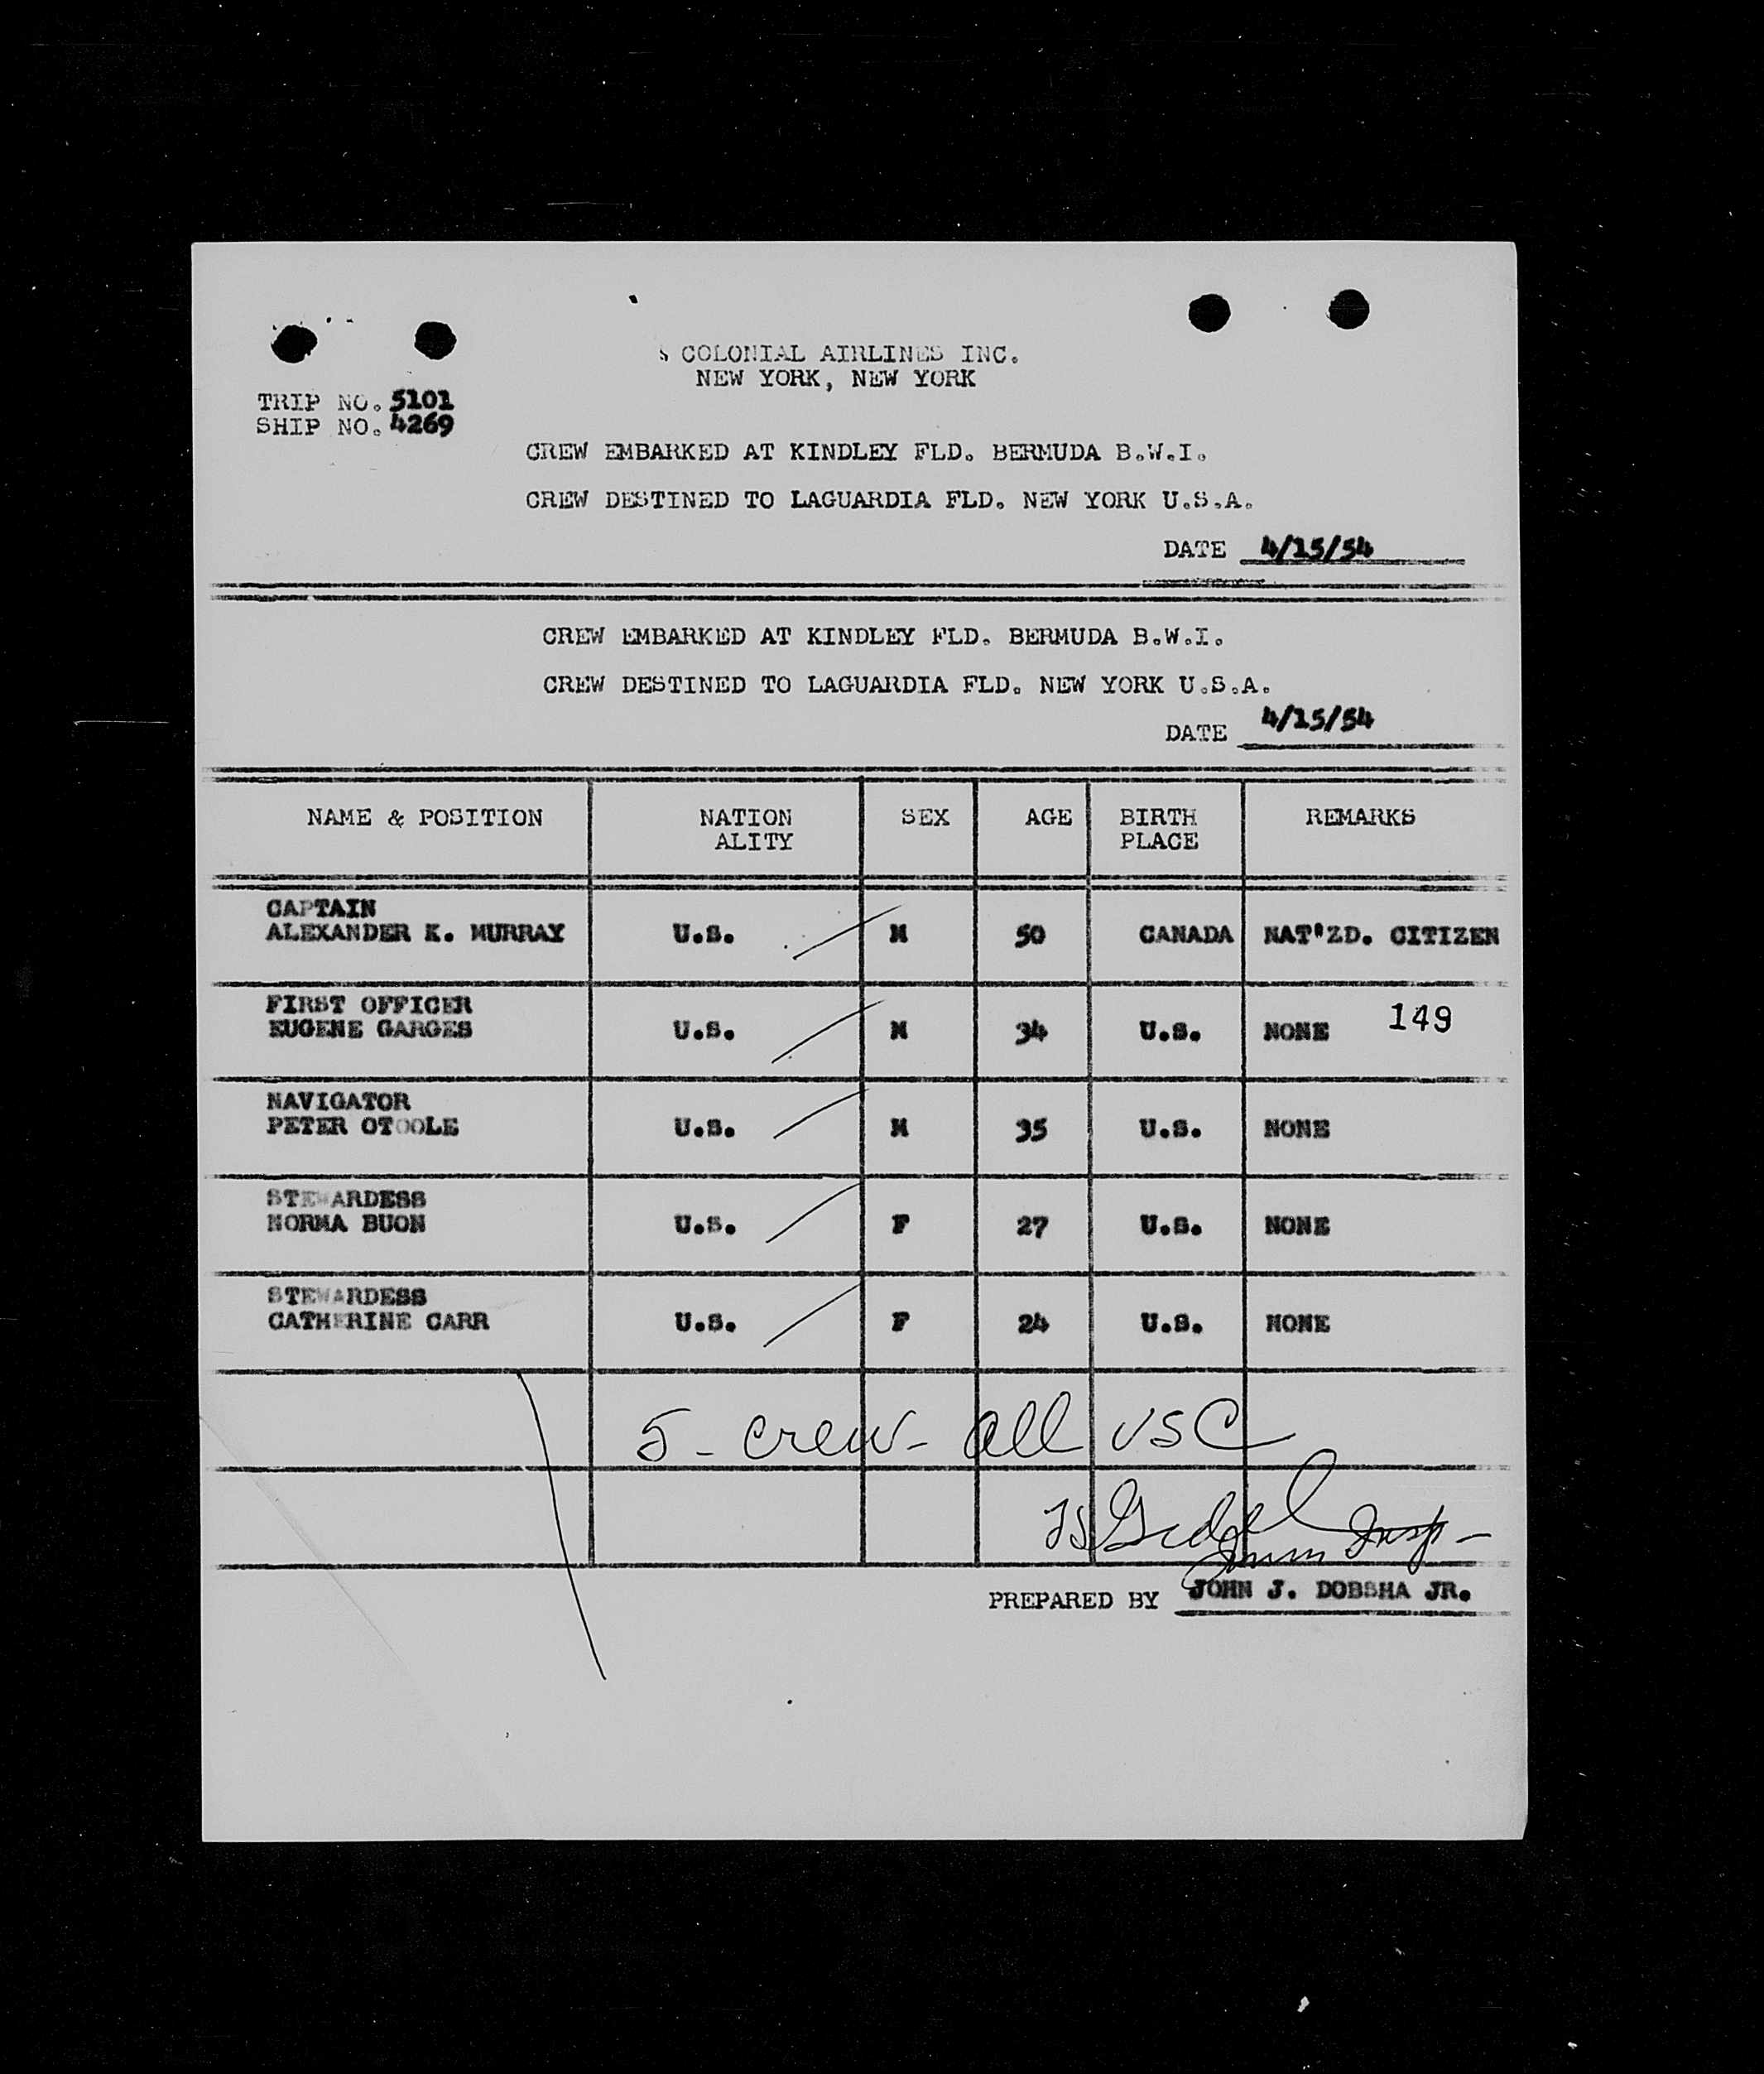 COLONIAL AIRLINES INC.
NEW YORK, NEW YORK
TRIP NO. 5101
SHIP NO. 4269
CREW EMBARKED AT KINDLEY FLD. BERMUDA B.W.I.
CREW DESTINED TO LAGUARDIA FLD. NEW YORK U.S.A.
DATE 4/15/54
CREW EMBARKED AT KINDLEY FLD. BERMUDA B.W.I.
CREW DESTINED TO LAGUARDIA FLD. NEW YORK U.S.A.
DATE 4/15/54
NAME & POSITION NATION ALITY SEX AGE BIRTH PLACE REMARKS
CAPTAIN
ALEXANDER K. MURRAY U.S. M 50 CANADA NAT'ZD. CITIZEN
FIRST OFFICER
EUGENE GARGES U.S. M 34 U.S. NONE 149
NAVIGATOR
PETER OTOOLE U.S. M 35 U.S. NONE
STEWARDESS
NORMA BUON U.S. F 27 U.S. NONE
STEWARDESS
CATHERINE CARR U.S. F 24 U.S. NONE
5 - crew - all USC
Insp -
Imm
PREPARED BY JOHN J. DOBSHA JR.